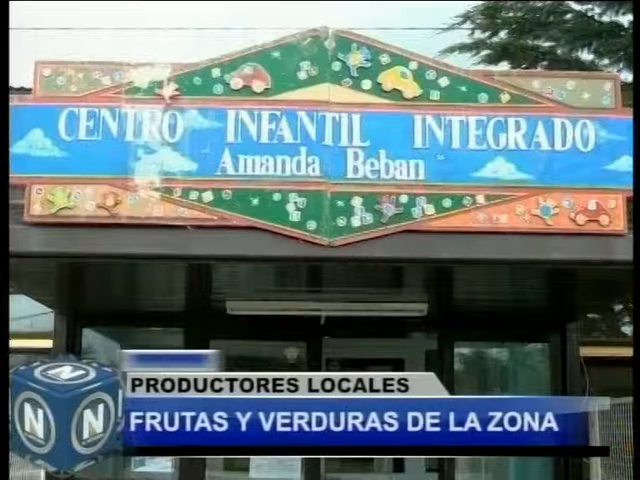 CENTRO INFANTIL INTEGRADO
Amanda Beban
PRODUCTORES LOCALES
FRUTAS Y VERDURAS DE LA ZONA
N
N N